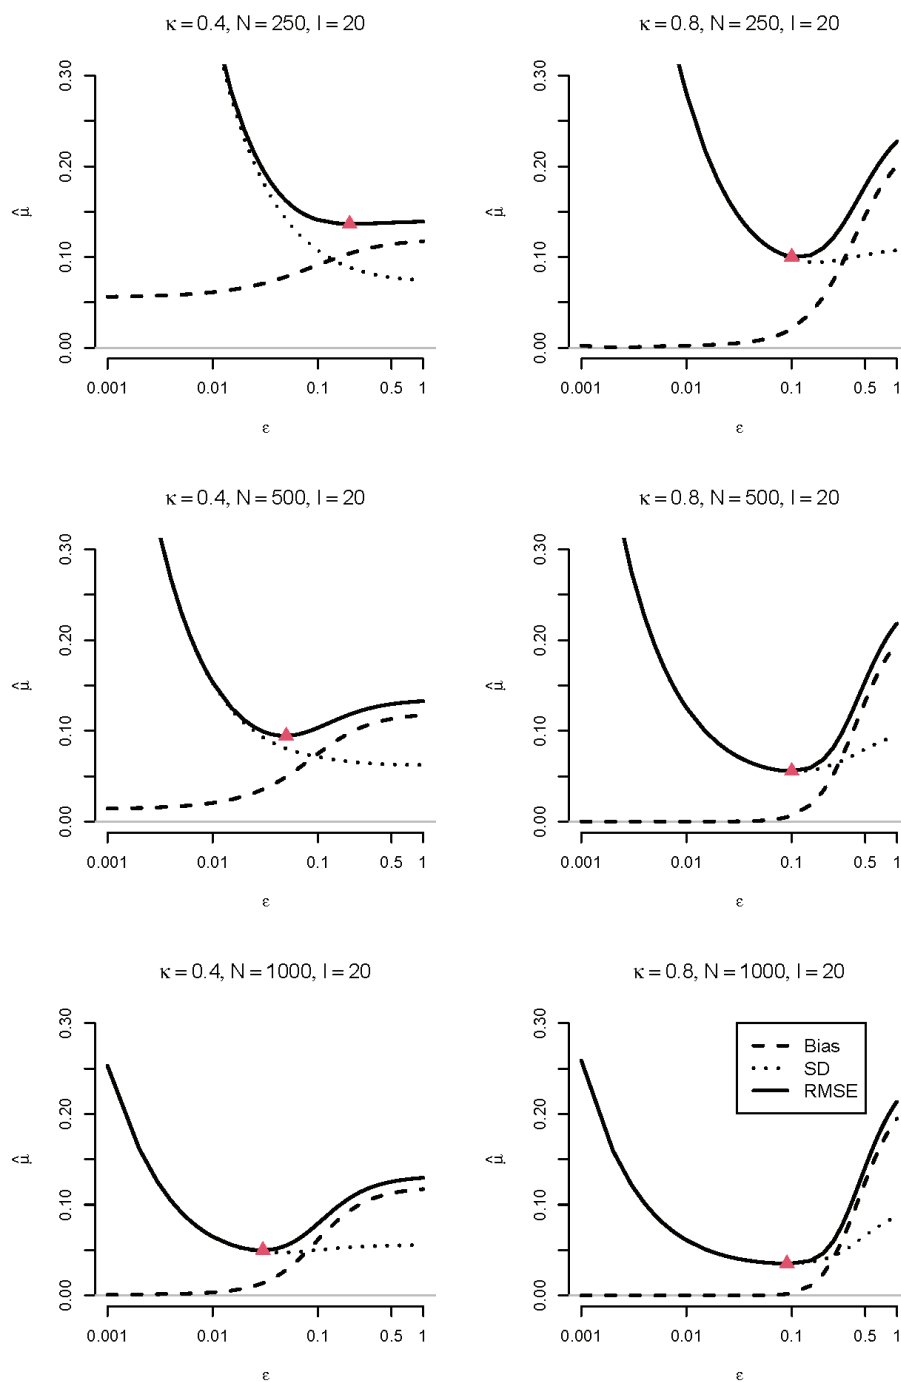 κ = 0.4, N = 250, I = 20
μ̂
0.00 0.10 0.20 0.30
0.001 0.01 0.1 0.5 1
ε
κ = 0.8, N = 250, I = 20
μ̂
0.00 0.10 0.20 0.30
0.001 0.01 0.1 0.5 1
ε
κ = 0.4, N = 500, I = 20
μ̂
0.00 0.10 0.20 0.30
0.001 0.01 0.1 0.5 1
ε
κ = 0.8, N = 500, I = 20
μ̂
0.00 0.10 0.20 0.30
0.001 0.01 0.1 0.5 1
ε
κ = 0.4, N = 1000, I = 20
μ̂
0.00 0.10 0.20 0.30
0.001 0.01 0.1 0.5 1
ε
κ = 0.8, N = 1000, I = 20
μ̂
0.00 0.10 0.20 0.30
Bias
SD
RMSE
0.001 0.01 0.1 0.5 1
ε